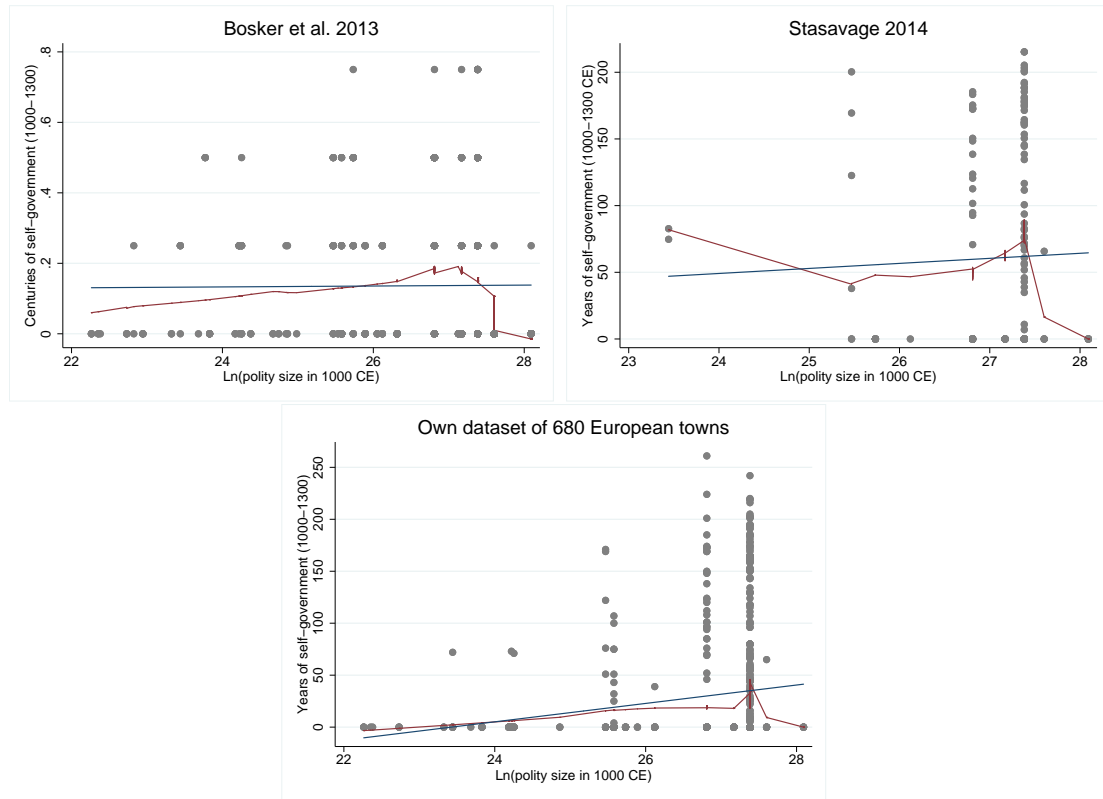 Bosker et al. 2013
Centuries of self−government (1000−1300)
.8
.6
.4
.2
0
22 24 26 28
Ln(polity size in 1000 CE)
Stasavage 2014
Years of self−government (1000−1300 CE)
200
150
100
50
0
23 24 25 26 27 28
Ln(polity size in 1000 CE)
Own dataset of 680 European towns
Years of self−government (1000−1300)
250
200
150
100
50
0
22 24 26 28
Ln(polity size in 1000 CE)